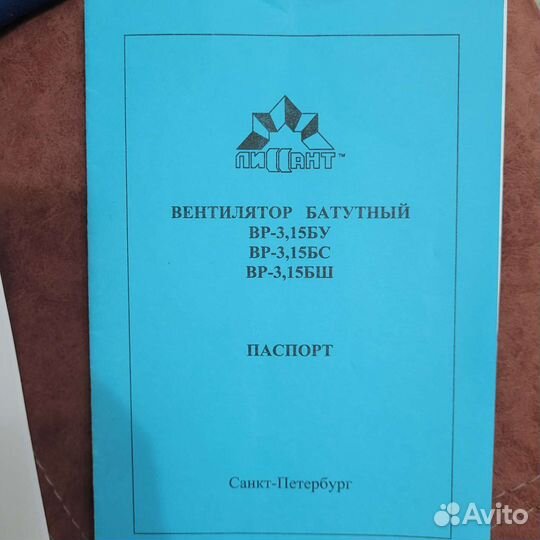 ЛИССАНТ™
ВЕНТИЛЯТОР БАТУТНЫЙ
ВР-3,15БУ
ВР-3,15БС
ВР-3,15БШ
ПАСПОРТ
Санкт-Петербург
Avito